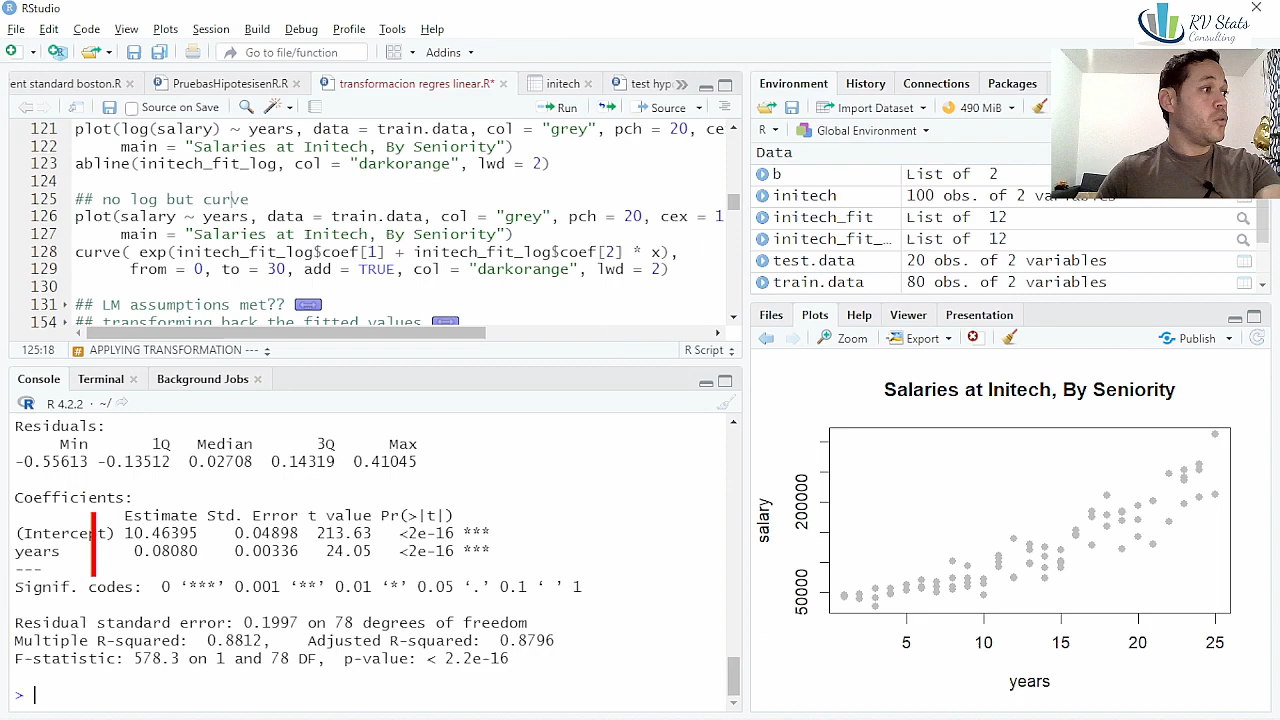 RStudio
File Edit Code View Plots Session Build Debug Profile Tools Help
Go to file/function Addins
RV Stats
Consulting
ent standard boston.R PruebasHipotesisenR.R transformacion regres linear.R* initech test hyp
Source on Save Run Source
121 plot(log(salary) ~ years, data = train.data, col = "grey", pch = 20, ce
122 main = "Salaries at Initech, By Seniority")
123 abline(initech_fit_log, col = "darkorange", lwd = 2)
124
125 ## no log but curve
126 plot(salary ~ years, data = train.data, col = "grey", pch = 20, cex = 1
127 main = "Salaries at Initech, By Seniority")
128 curve( exp(initech_fit_log$coef[1] + initech_fit_log$coef[2] * x),
129 from = 0, to = 30, add = TRUE, col = "darkorange", lwd = 2)
130
131 ## LM assumptions met??
154 ## transforming back the fitted values
125:18 # APPLYING TRANSFORMATION --- R Script
Console Terminal Background Jobs
R 4.2.2 · ~/
Residuals:
Min 1Q Median 3Q Max
-0.55613 -0.13512 0.02708 0.14319 0.41045
Coefficients:
Estimate Std. Error t value Pr(>|t|)
(Intercept) 10.46395 0.04898 213.63 <2e-16 ***
years 0.08080 0.00336 24.05 <2e-16 ***
---
Signif. codes: 0 ‘***’ 0.001 ‘**’ 0.01 ‘*’ 0.05 ‘.’ 0.1 ‘ ’ 1
Residual standard error: 0.1997 on 78 degrees of freedom
Multiple R-squared: 0.8812, Adjusted R-squared: 0.8796
F-statistic: 578.3 on 1 and 78 DF, p-value: < 2.2e-16
>
Environment History Connections Packages
Import Dataset 490 MiB
R Global Environment
Data
b List of 2
initech 100 obs. of 2 variables
initech_fit List of 12
initech_fit_… List of 12
test.data 20 obs. of 2 variables
train.data 80 obs. of 2 variables
Files Plots Help Viewer Presentation
Zoom Export Publish
Salaries at Initech, By Seniority
salary
200000
50000
5 10 15 20 25
years